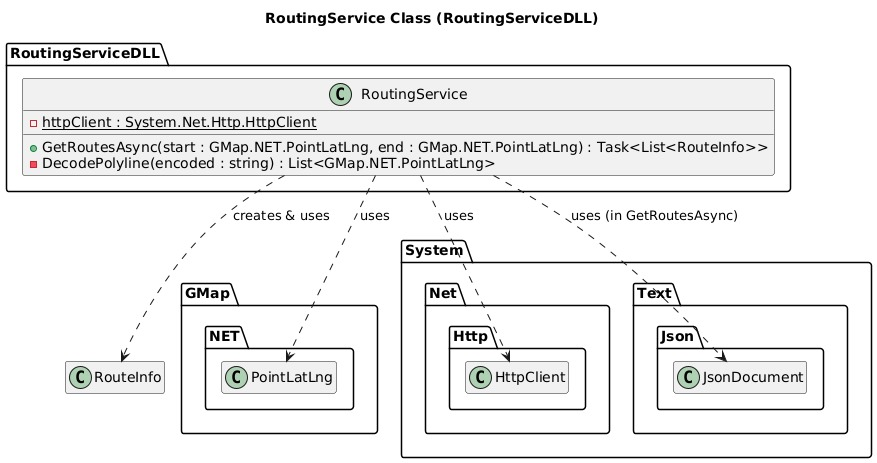 RoutingService Class (RoutingServiceDLL)
RoutingServiceDLL
C RoutingService
httpClient : System.Net.Http.HttpClient
GetRoutesAsync(start : GMap.NET.PointLatLng, end : GMap.NET.PointLatLng) : Task<List<RouteInfo>>
DecodePolyline(encoded : string) : List<GMap.NET.PointLatLng>
creates & uses
uses
uses
uses (in GetRoutesAsync)
System
GMap
Net
Text
NET
Http
Json
C RouteInfo
C PointLatLng
C HttpClient
C JsonDocument